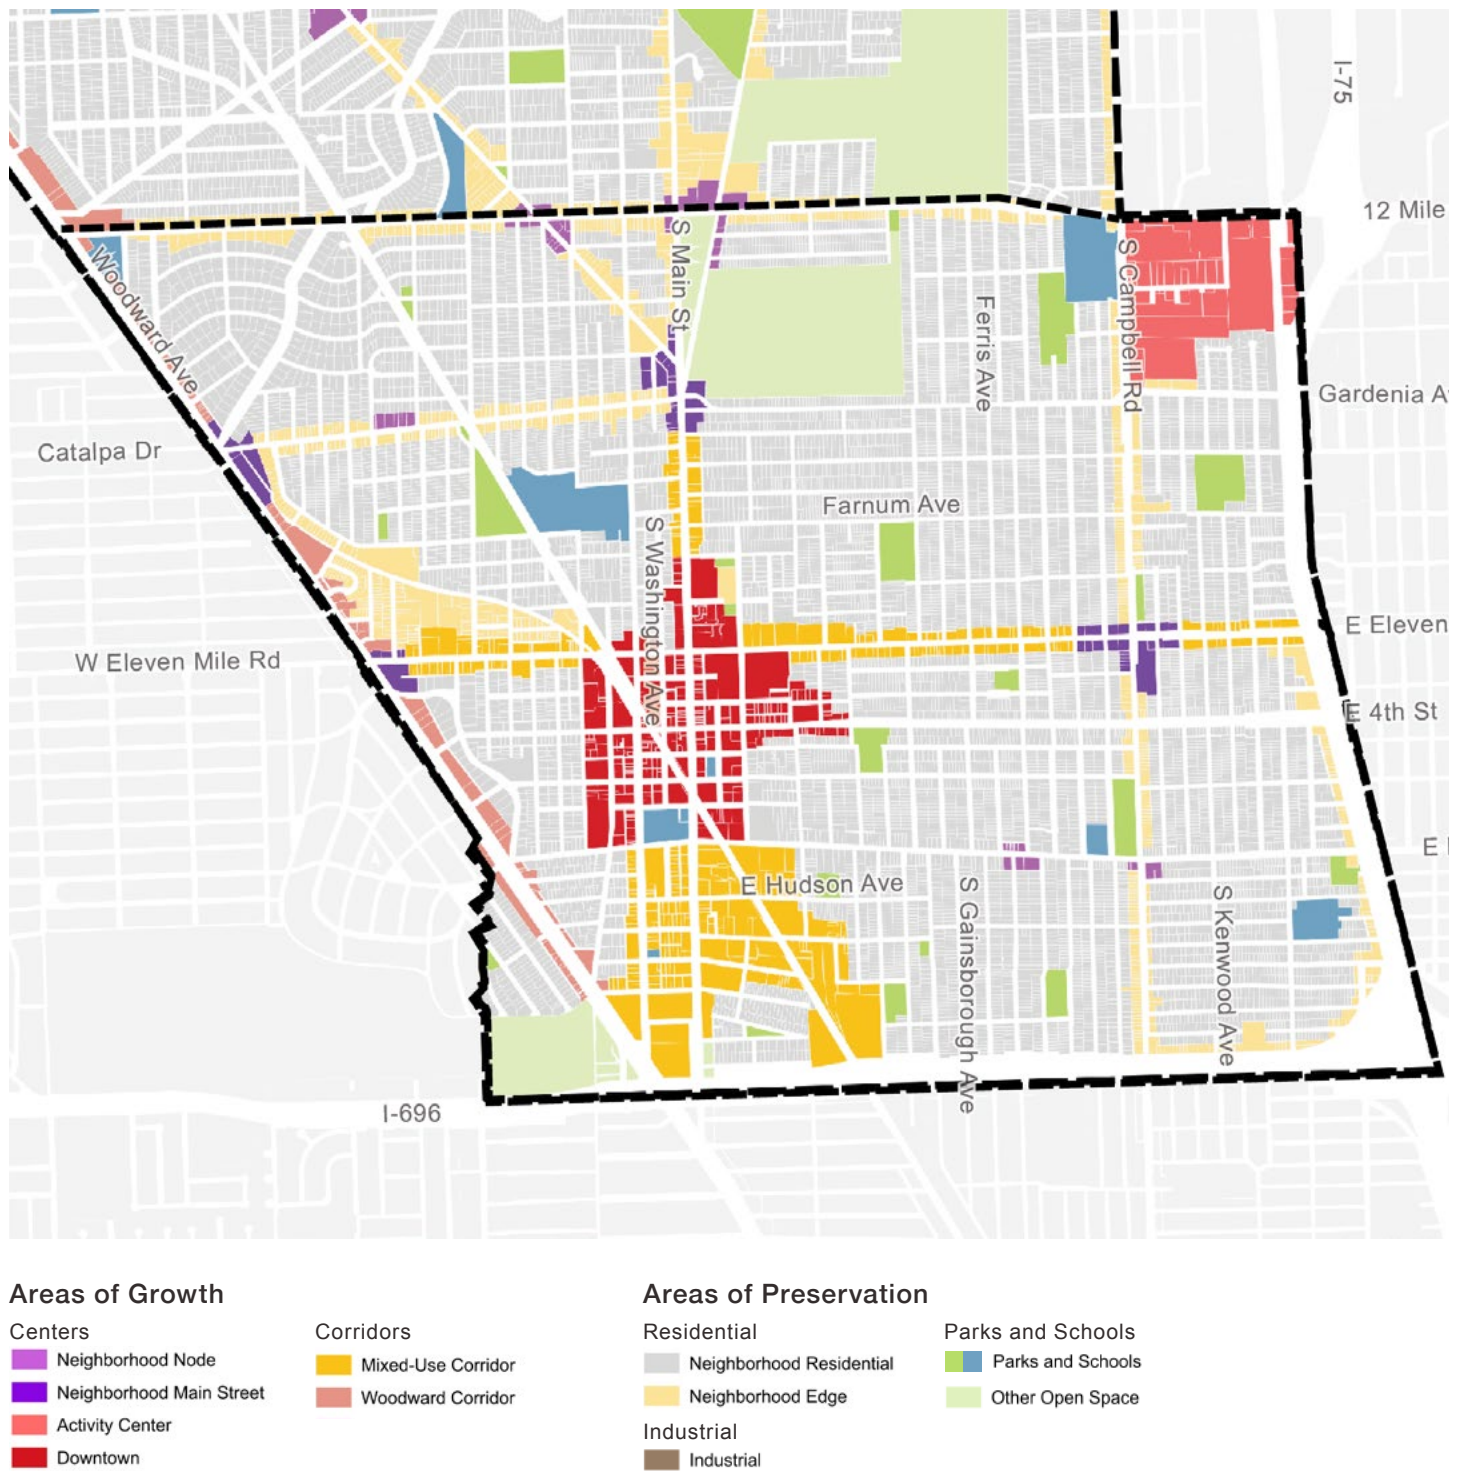 I-75
12 Mile
S Main St
Woodward Ave
S Campbell Rd
Ferris Ave
Gardenia A
Catalpa Dr
Farnum Ave
S Washington Ave
E Eleven
W Eleven Mile Rd
E 4th St
E
E Hudson Ave
S Gainsborough Ave
S Kenwood Ave
I-696
Areas of Growth
Centers
Neighborhood Node
Neighborhood Main Street
Activity Center
Downtown
Corridors
Mixed-Use Corridor
Woodward Corridor
Areas of Preservation
Residential
Neighborhood Residential
Neighborhood Edge
Industrial
Industrial
Parks and Schools
Parks and Schools
Other Open Space